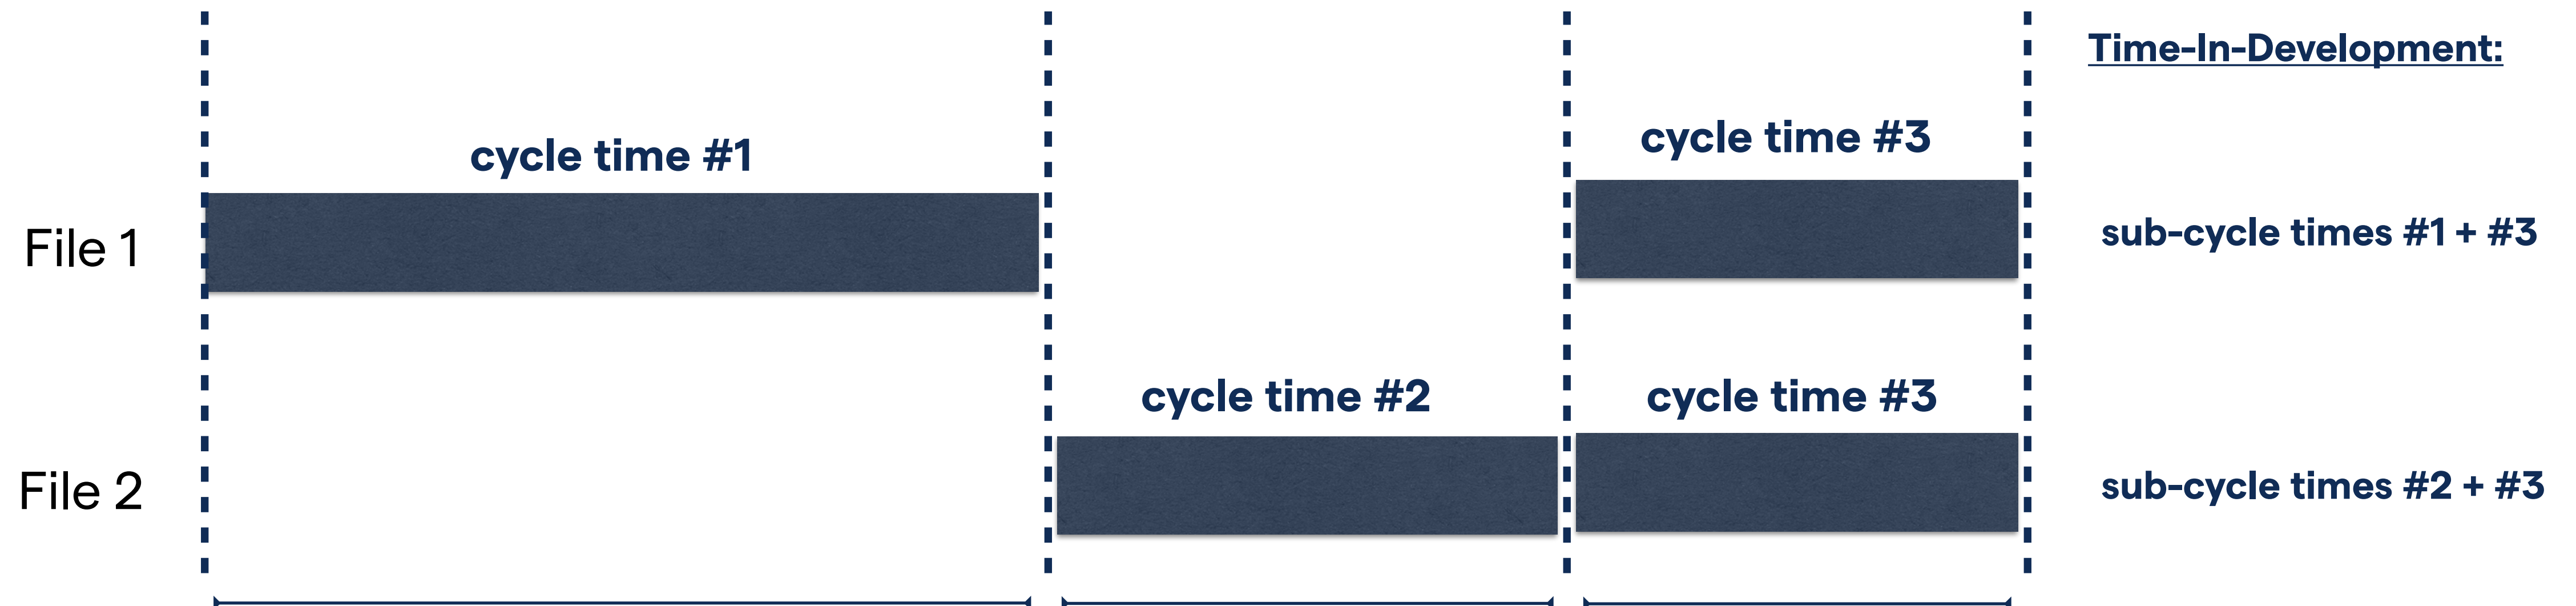 Time-In-Development:
cycle time #1
cycle time #3
File 1
sub-cycle times #1 + #3
cycle time #2
cycle time #3
File 2
sub-cycle times #2 + #3